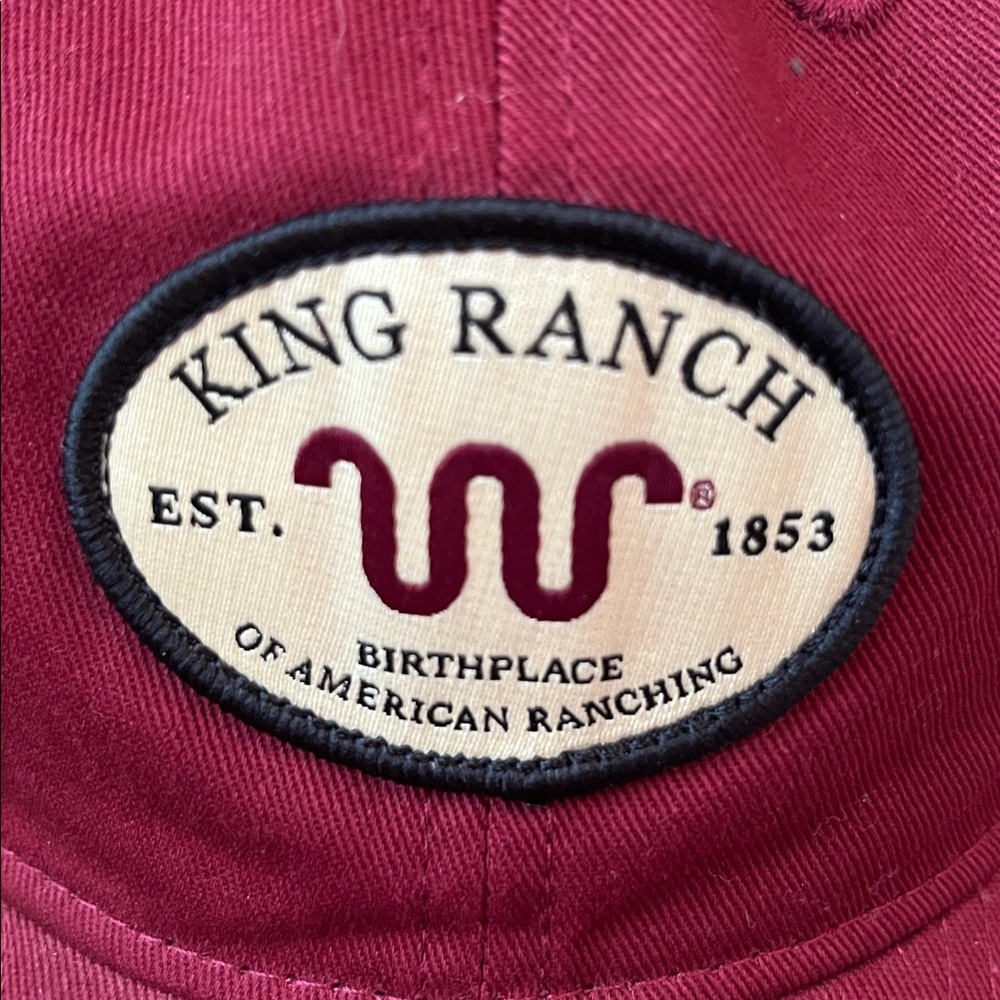 KING RANCH
EST. ® 1853
BIRTHPLACE
OF AMERICAN RANCHING